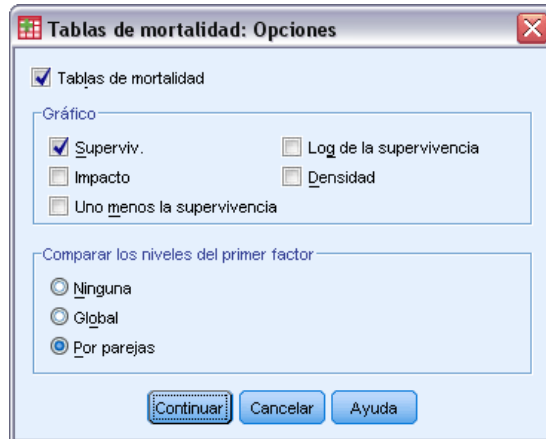 Tablas de mortalidad: Opciones
Tablas de mortalidad
Gráfico
Superviv.
Log de la supervivencia
Impacto
Densidad
Uno menos la supervivencia
Comparar los niveles del primer factor
Ninguna
Global
Por parejas
Continuar
Cancelar
Ayuda